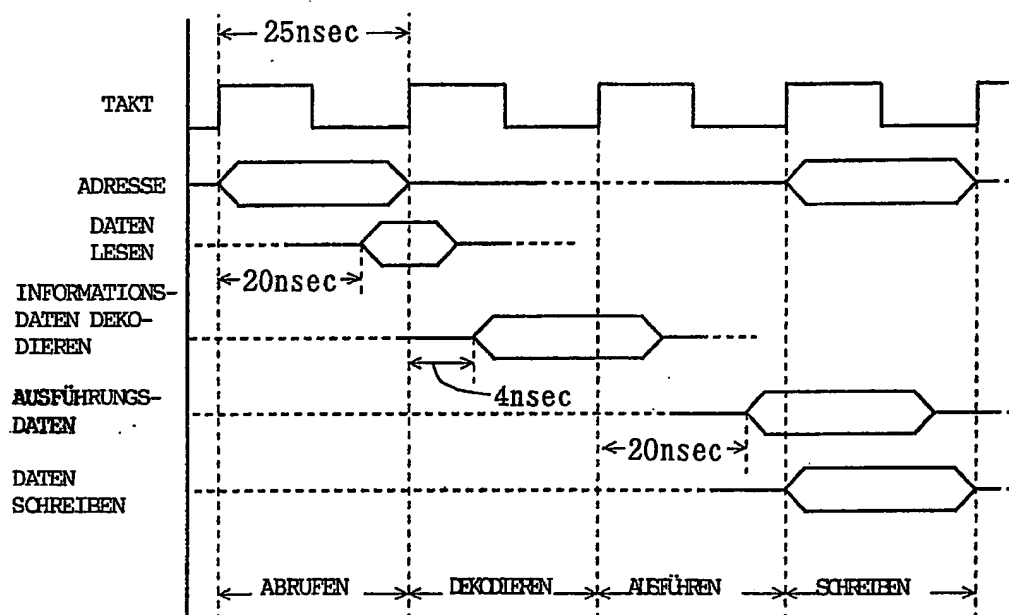 25nsec
TAKT
ADRESSE
DATEN
LESEN
20nsec
INFORMATIONS-
DATEN DEKO-
DIEREN
4nsec
AUSFÜHRUNGS-
DATEN
20nsec
DATEN
SCHREIBEN
ABRUFEN DEKODIEREN AUSFÜHREN SCHREIBEN